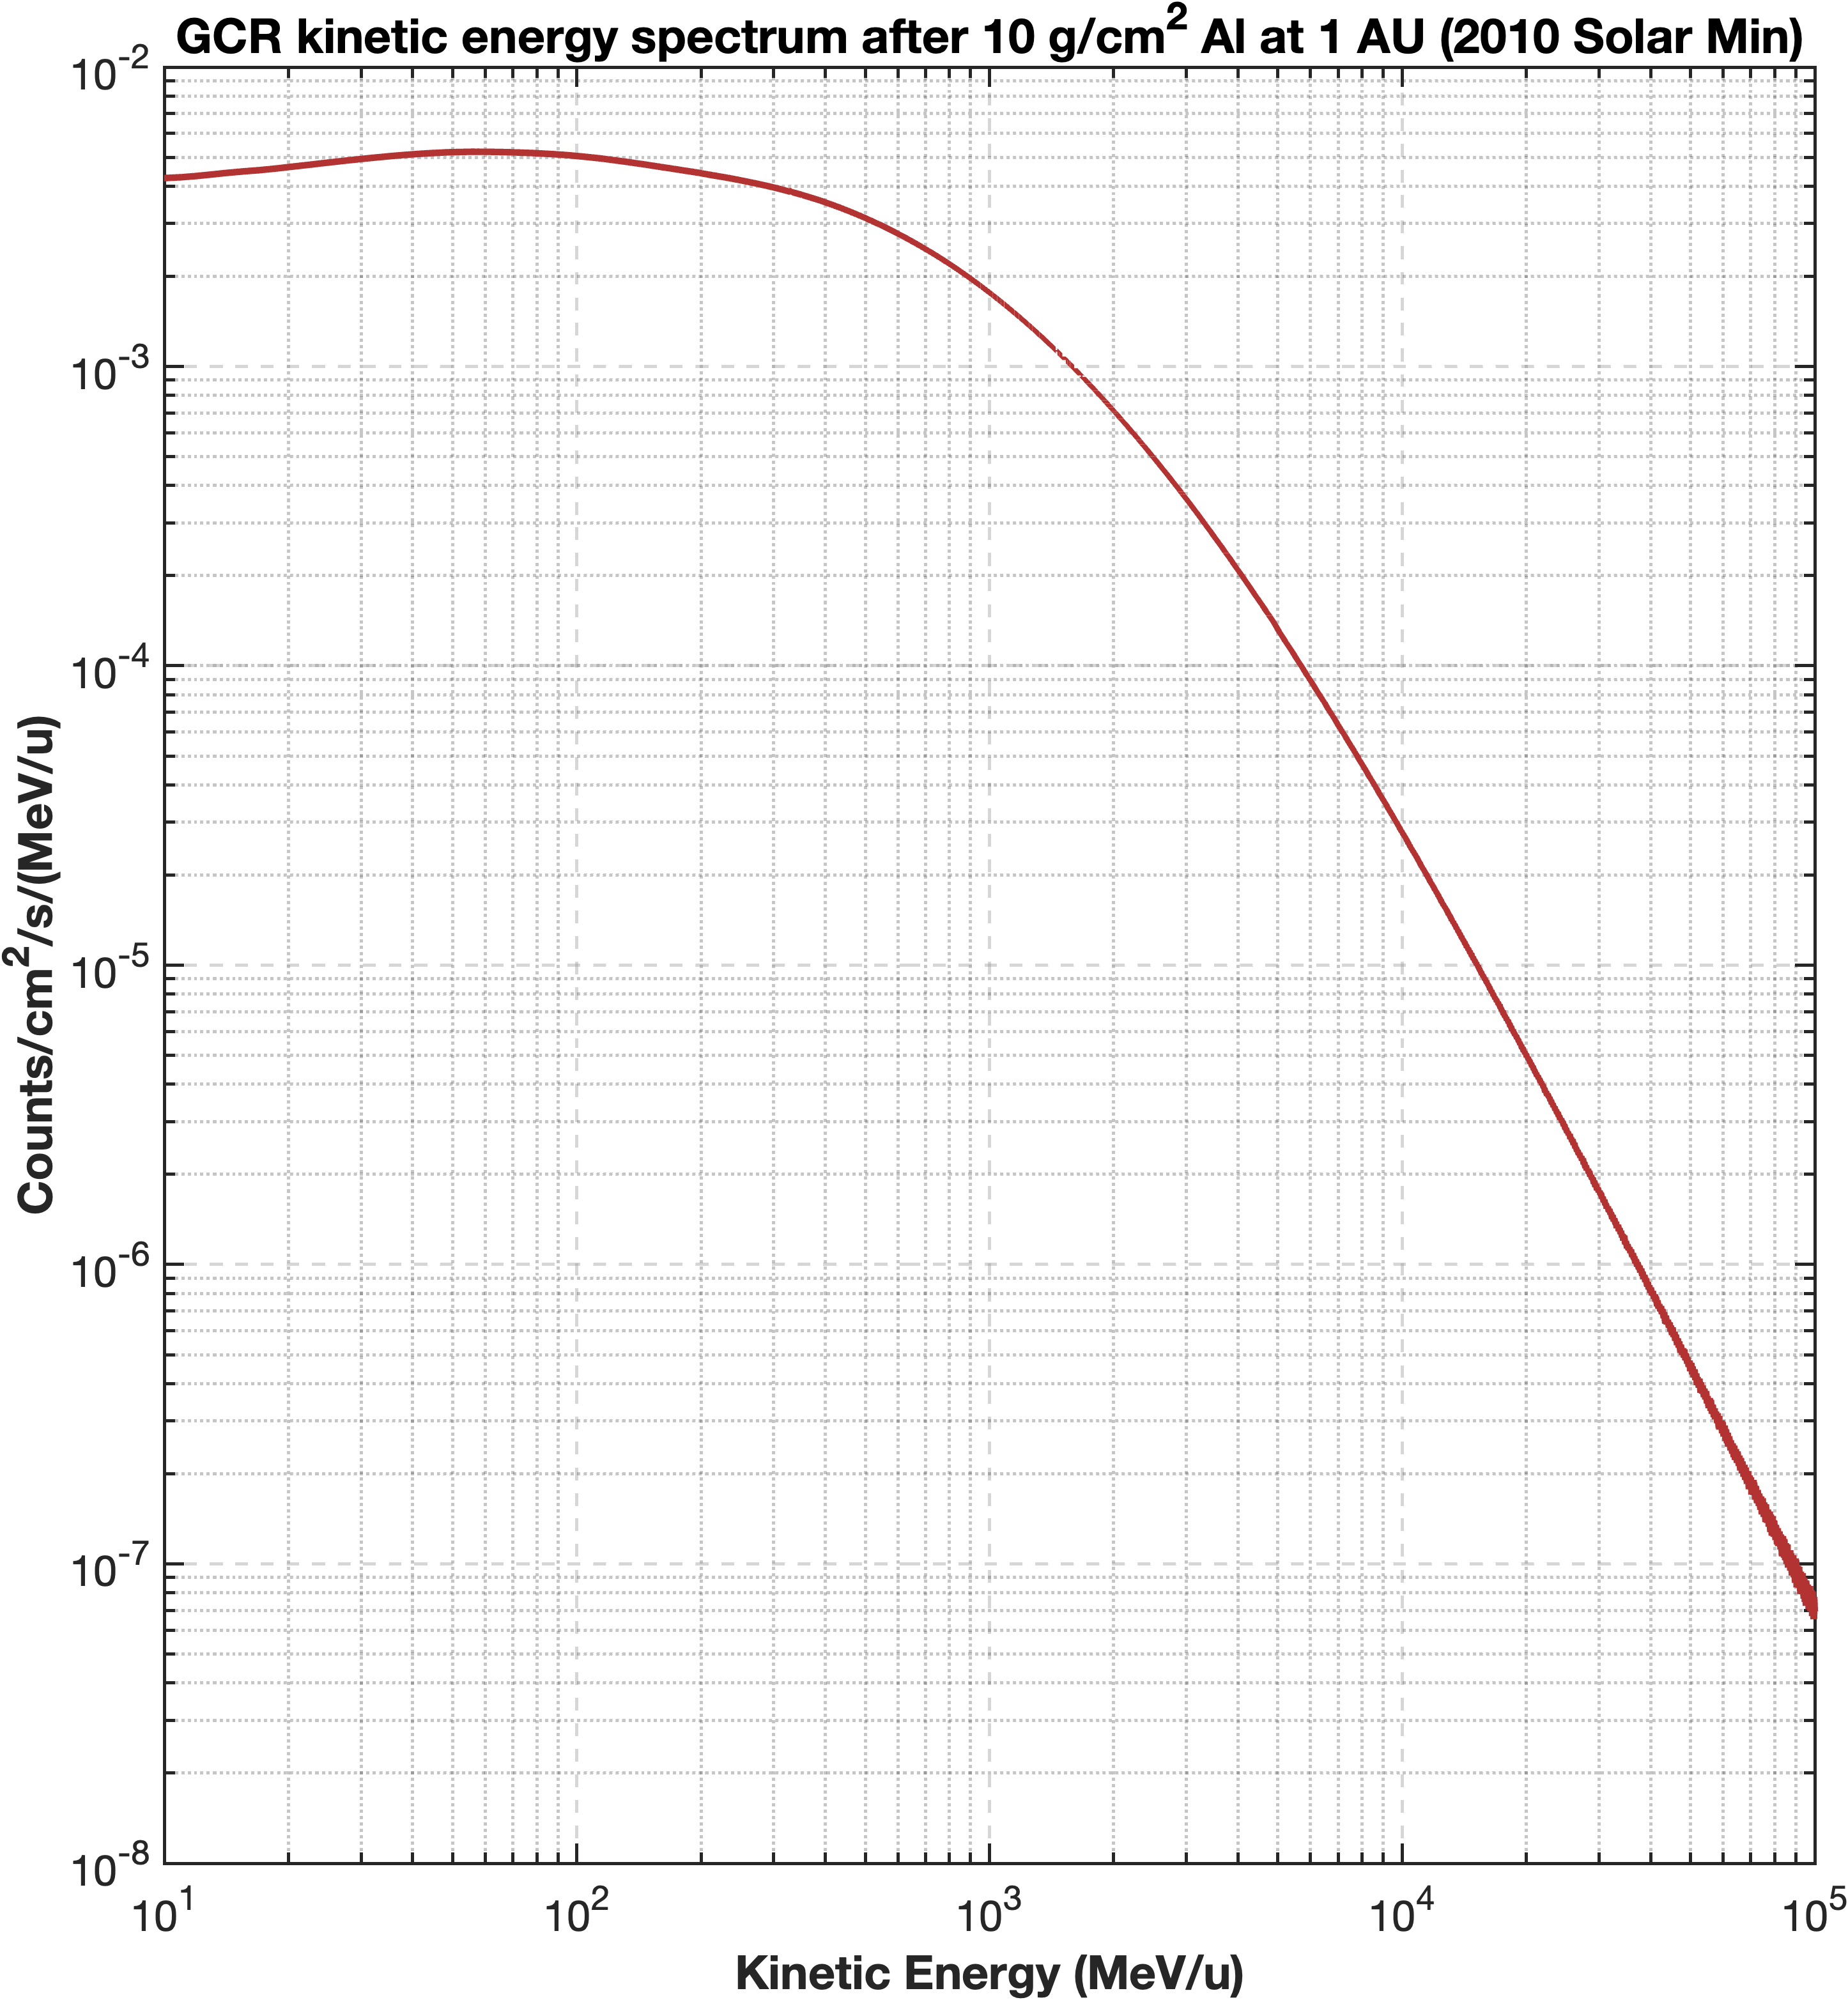 GCR kinetic energy spectrum after 10 g/cm² Al at 1 AU (2010 Solar Min)
Counts/cm²/s/(MeV/u)
10⁻²
10⁻³
10⁻⁴
10⁻⁵
10⁻⁶
10⁻⁷
10⁻⁸
10¹ 10² 10³ 10⁴ 10⁵
Kinetic Energy (MeV/u)